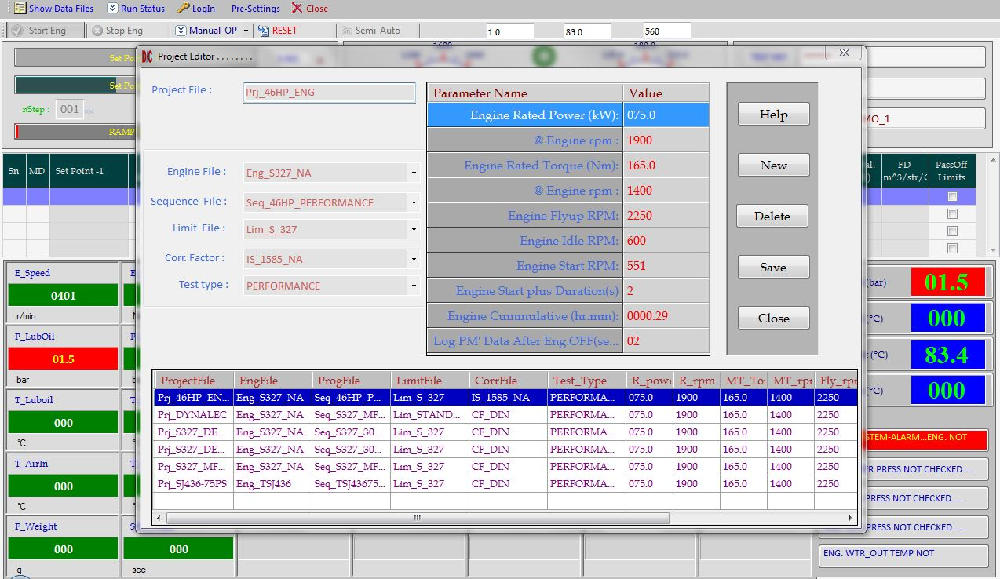 Show Data Files Run Status LogIn Pre-Settings Close
Start Eng Stop Eng Manual-OP RESET Semi-Auto 1.0 83.0 560
Project Editor . . . . . . . .
Set Po
Set Po
nStep : 001
RAMP
MO_1
Project File : Prj_46HP_ENG
Engine File : Eng_S327_NA
Sequence File : Seq_46HP_PERFORMANCE
Limit File : Lim_S_327
Corr. Factor : IS_1585_NA
Test type : PERFORMANCE
Parameter Name Value
Engine Rated Power (kW): 075.0
@ Engine rpm : 1900
Engine Rated Torque (Nm): 165.0
@ Engine rpm : 1400
Engine Flyup RPM: 2250
Engine Idle RPM: 600
Engine Start RPM: 551
Engine Start plus Duration(s) 2
Engine Cummulative (hr.mm): 0000.29
Log PM' Data After Eng.OFF(se... 02
Help
New
Delete
Save
Close
Sn MD Set Point -1
al. FD PassOff
) m^3/str/C Limits
ProjectFile EngFile ProgFile LimitFile CorrFile Test_Type R_powe R_rpm MT_Tor MT_rpm Fly_rpm
Prj_46HP_EN... Eng_S327_NA Seq_46HP_P... Lim_S_327 IS_1585_NA PERFORMA... 075.0 1900 165.0 1400 2250
Prj_DYNALEC Eng_S327_NA Seq_S327_MF... Lim_STAND... CF_DIN PERFORMA... 075.0 1900 165.0 1400 2250
Prj_S327_DE... Eng_S327_NA Seq_S327_30... Lim_S_327 CF_DIN PERFORMA... 075.0 1900 165.0 1400 2250
Prj_S327_DE... Eng_S327_NA Seq_S327_30... Lim_S_327 CF_DIN PERFORMA... 075.0 1900 165.0 1400 2250
Prj_S327_MF... Eng_S327_NA Seq_S327_MF... Lim_S_327 CF_DIN PERFORMA... 075.0 1900 165.0 1400 2250
Prj_SJ436-75PS Eng_TSJ436 Seq_TSJ43675... Lim_S_327 CF_DIN PERFORMA... 075.0 1900 165.0 1400 2250
E_Speed
0401
r/min
P_LubOil
01.5
bar
T_Luboil
000
°C
T_AirIn
000
°C
F_Weight
000 000
g sec
(bar) 01.5
(°C) 000
(°C) 83.4
(°C) 000
STEM-ALARM...ENG. NOT
R PRESS NOT CHECKED.....
PRESS NOT CHECKED.....
PRESS NOT CHECKED......
ENG. WTR_OUT TEMP NOT